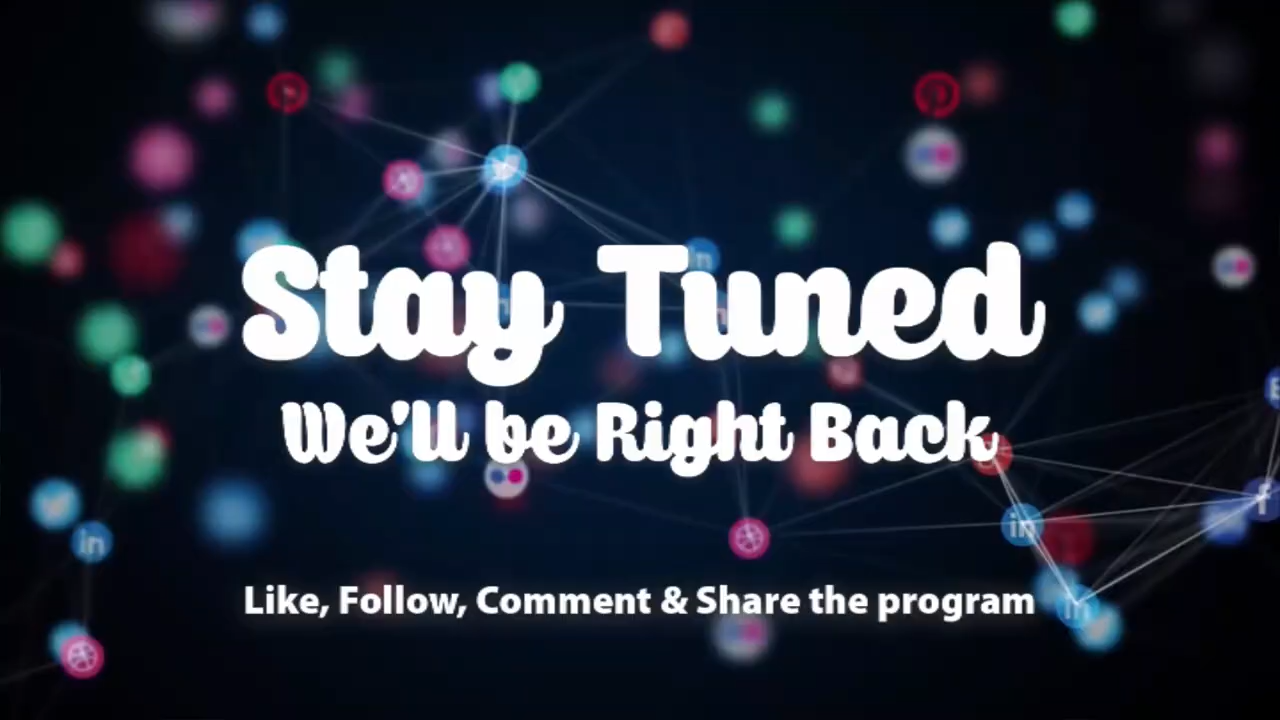 Stay Tuned
We'll be Right Back
Like, Follow, Comment & Share the program